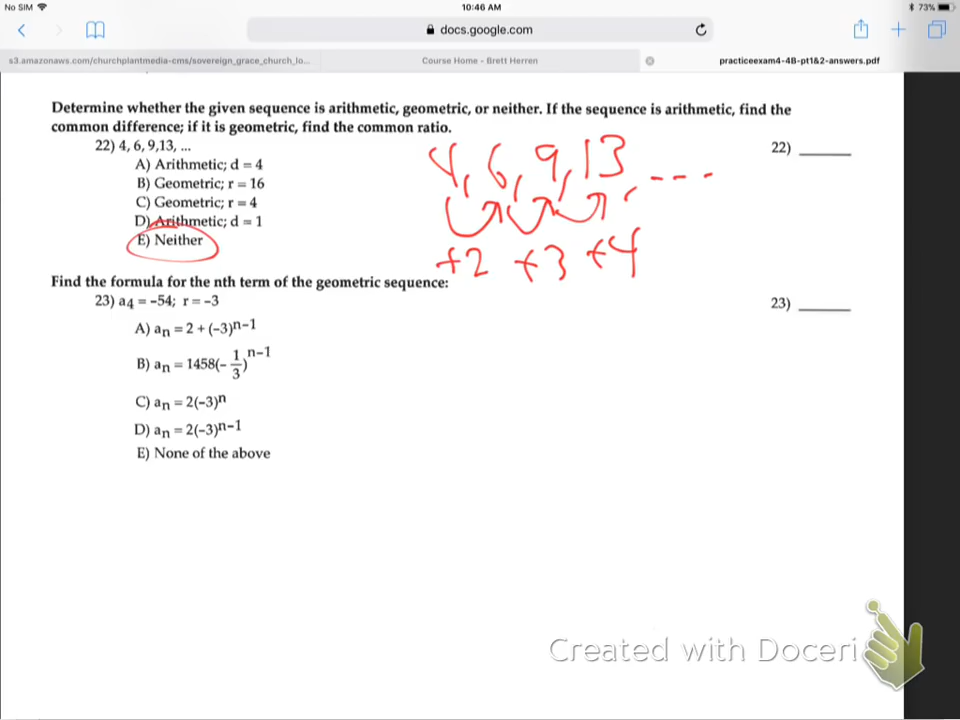 No SIM
10:46 AM
73%
docs.google.com
s3.amazonaws.com/churchplantmedia-cms/sovereign_grace_church_lo...
Course Home - Brett Herren
practiceexam4-4B-pt1&2-answers.pdf
Determine whether the given sequence is arithmetic, geometric, or neither. If the sequence is arithmetic, find the
common difference; if it is geometric, find the common ratio.
22) 4, 6, 9,13, ...
22) ______
A) Arithmetic; d = 4
B) Geometric; r = 16
C) Geometric; r = 4
D) Arithmetic; d = 1
E) Neither
4, 6, 9, 13, ---
+2 +3 +4
Find the formula for the nth term of the geometric sequence:
23) a4 = -54; r = -3
23) ______
A) an = 2 + (-3)n-1
B) an = 1458(- 1/3)n-1
C) an = 2(-3)n
D) an = 2(-3)n-1
E) None of the above
Created with Doceri